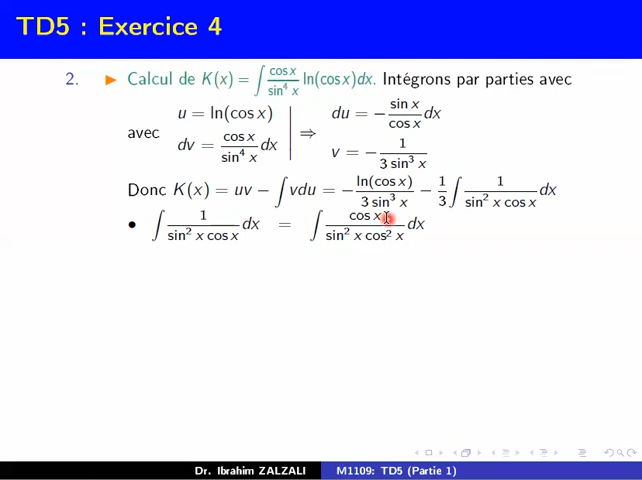 TD5 : Exercice 4
2. ▶ Calcul de K(x) = ∫ cos x / sin⁴ x ln(cos x)dx. Intégrons par parties avec
avec u = ln(cos x) | ⇒ du = − sin x / cos x dx
dv = cos x / sin⁴ x dx | v = − 1 / 3 sin³ x
Donc K(x) = uv − ∫ vdu = − ln(cos x) / 3 sin³ x − 1/3 ∫ 1 / sin² x cos x dx
• ∫ 1 / sin² x cos x dx = ∫ cos x / sin² x cos² x dx
Dr. Ibrahim ZALZALI M1109: TD5 (Partie 1)